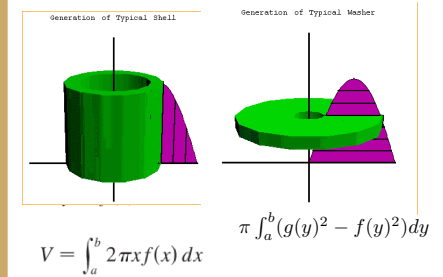 Generation of Typical Shell
Generation of Typical Washer
V = ∫_a^b 2πxf(x) dx
π ∫_a^b (g(y)² − f(y)²)dy